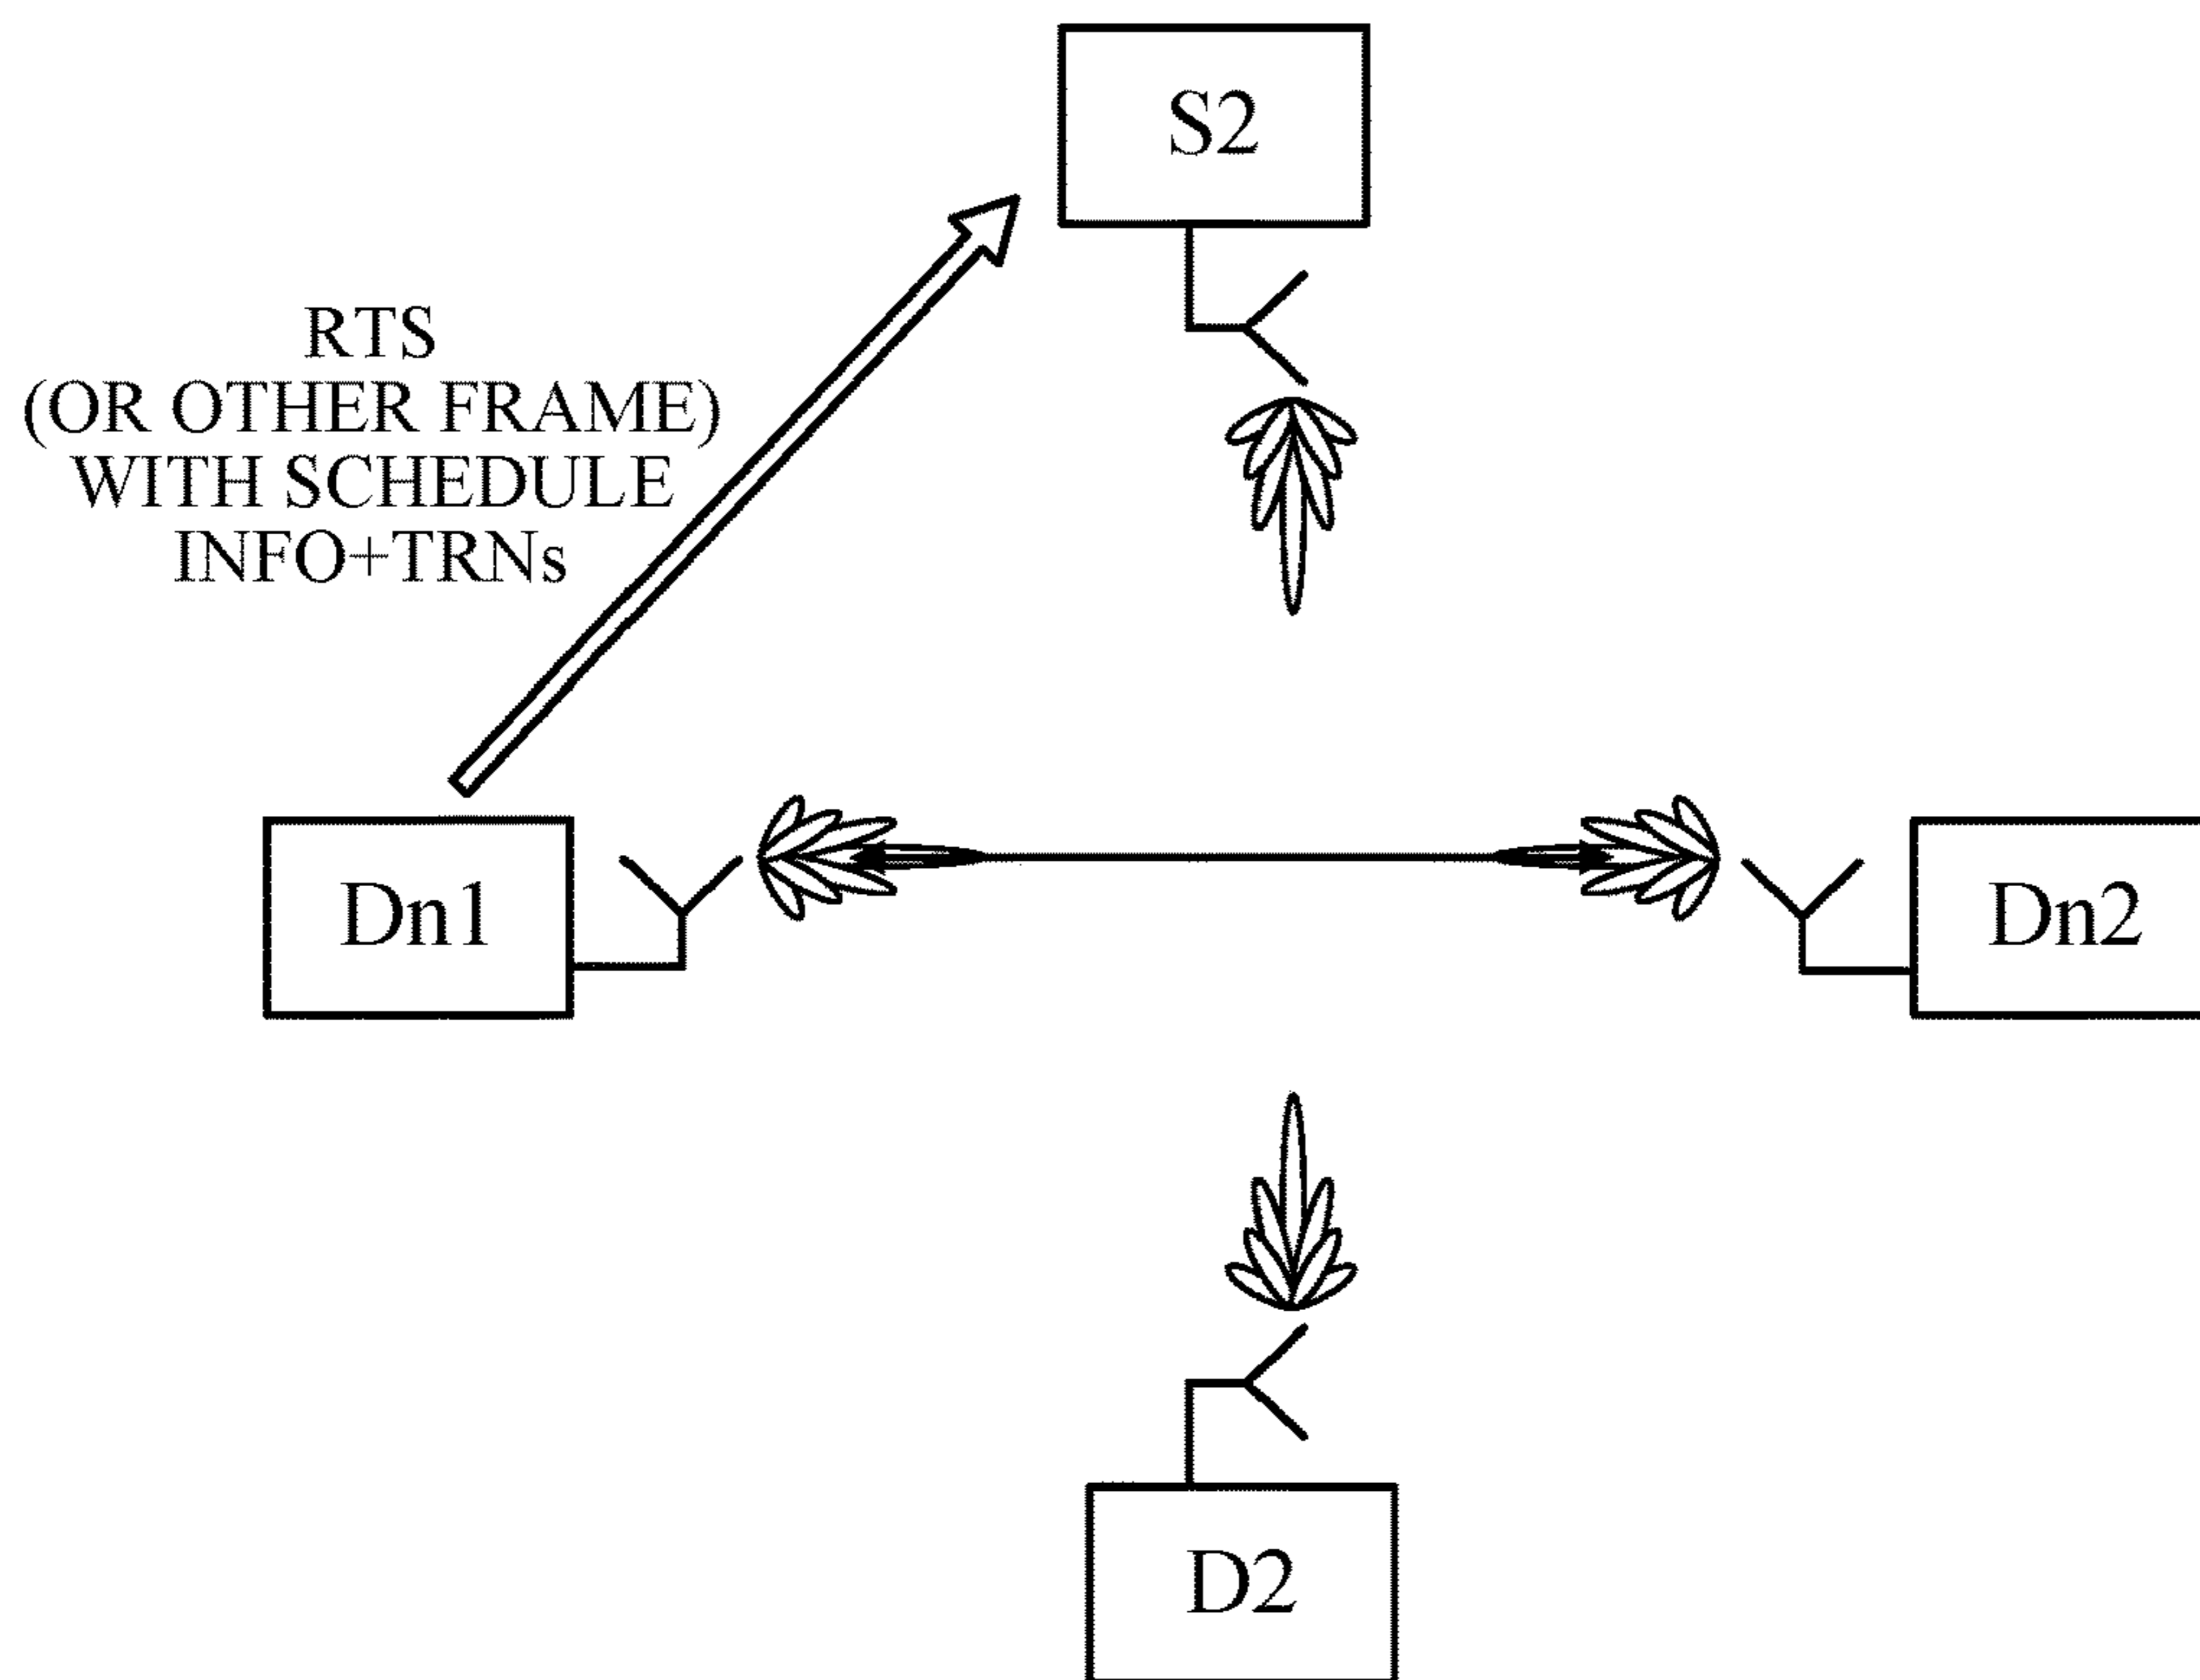 S2
RTS
(OR OTHER FRAME)
WITH SCHEDULE
INFO+TRNs
Dn1
Dn2
D2